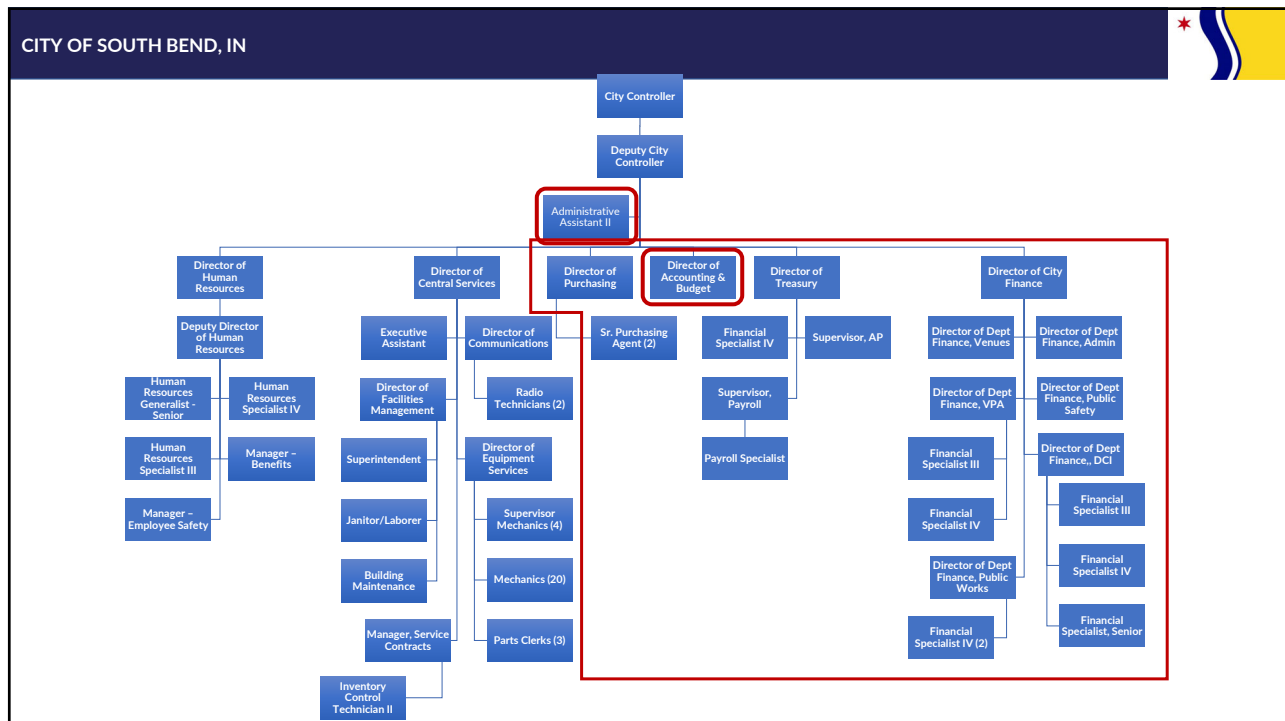 CITY OF SOUTH BEND, IN
City Controller
Deputy City
Controller
Administrative
Assistant II
Director of
Human
Resources
Director of
Central Services
Director of
Purchasing
Director of
Accounting &
Budget
Director of
Treasury
Director of City
Finance
Deputy Director
of Human
Resources
Human
Resources
Generalist -
Senior
Human
Resources
Specialist IV
Human
Resources
Specialist III
Manager –
Benefits
Manager –
Employee Safety
Executive
Assistant
Director of
Communications
Director of
Facilities
Management
Radio
Technicians (2)
Superintendent
Director of
Equipment
Services
Janitor/Laborer
Supervisor
Mechanics (4)
Building
Maintenance
Mechanics (20)
Manager, Service
Contracts
Parts Clerks (3)
Inventory
Control
Technician II
Sr. Purchasing
Agent (2)
Financial
Specialist IV
Supervisor, AP
Supervisor,
Payroll
Payroll Specialist
Director of Dept
Finance, Venues
Director of Dept
Finance, Admin
Director of Dept
Finance, VPA
Director of Dept
Finance, Public
Safety
Financial
Specialist III
Director of Dept
Finance,, DCI
Financial
Specialist IV
Financial
Specialist III
Director of Dept
Finance, Public
Works
Financial
Specialist IV
Financial
Specialist IV (2)
Financial
Specialist, Senior